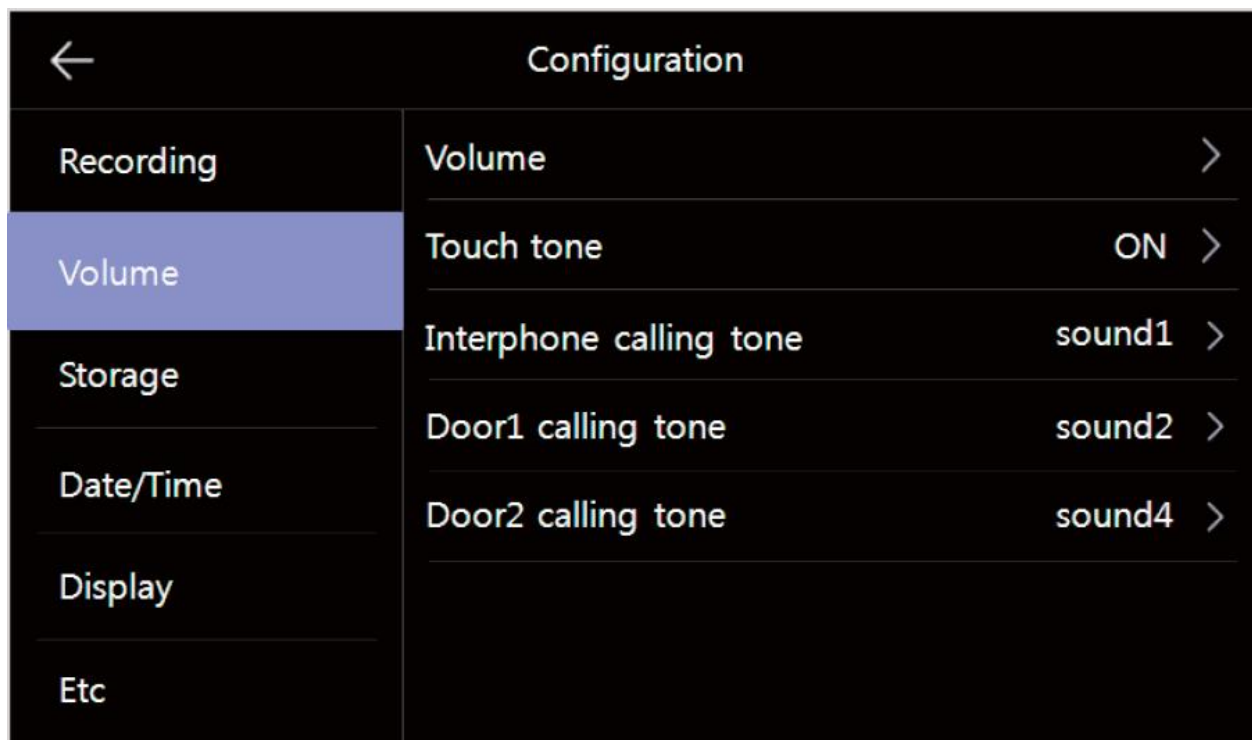 Configuration
Recording
Volume
Storage
Date/Time
Display
Etc
Volume
Touch tone ON
Interphone calling tone sound1
Door1 calling tone sound2
Door2 calling tone sound4